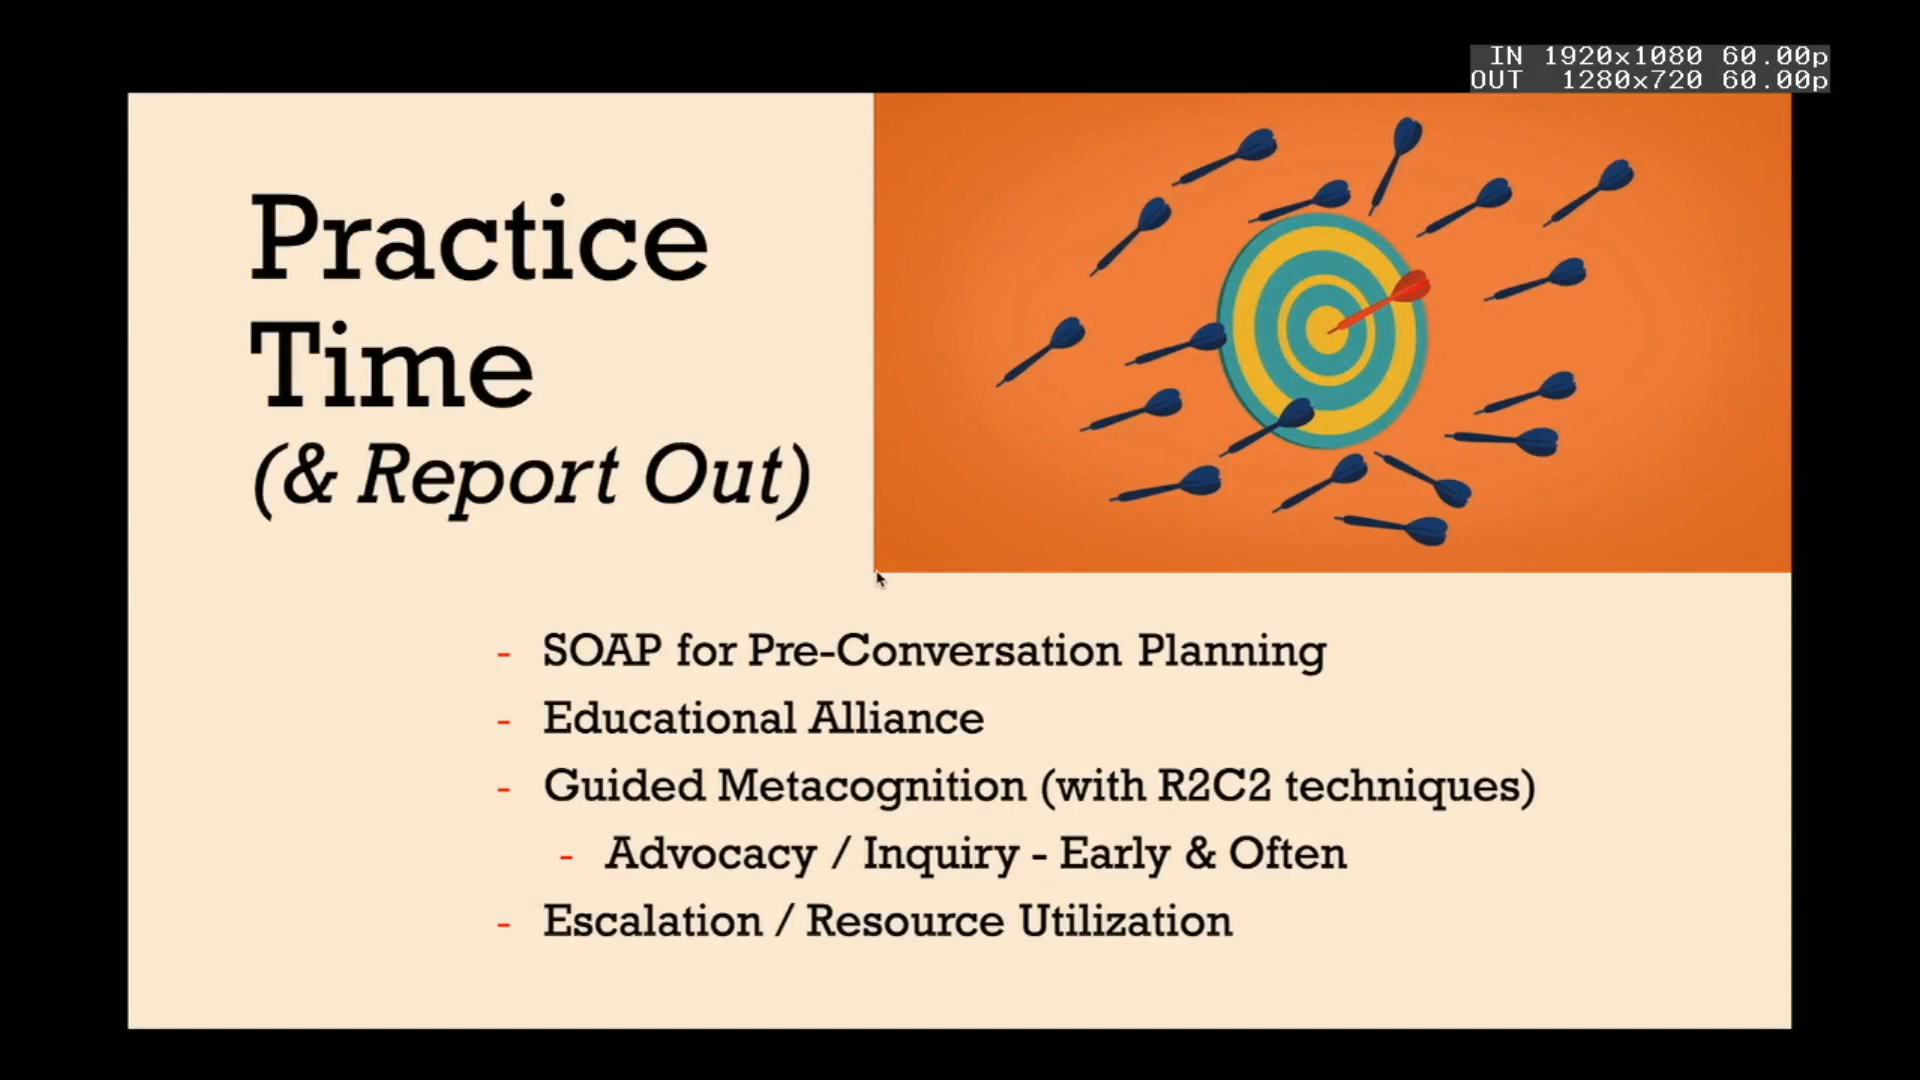 IN 1920x1080 60.00p
OUT 1280x720 60.00p
Practice
Time
(& Report Out)
- SOAP for Pre-Conversation Planning
- Educational Alliance
- Guided Metacognition (with R2C2 techniques)
- Advocacy / Inquiry - Early & Often
- Escalation / Resource Utilization